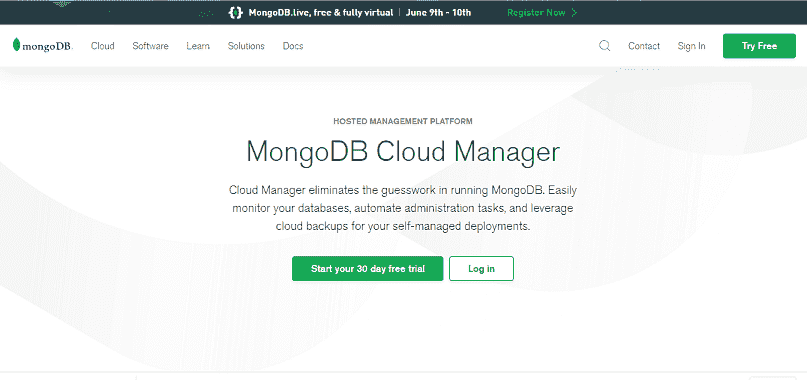 MongoDB.live, free & fully virtual | June 9th - 10th Register Now
mongoDB. Cloud Software Learn Solutions Docs Contact Sign In Try Free
HOSTED MANAGEMENT PLATFORM
MongoDB Cloud Manager
Cloud Manager eliminates the guesswork in running MongoDB. Easily
monitor your databases, automate administration tasks, and leverage
cloud backups for your self-managed deployments.
Start your 30 day free trial Log in